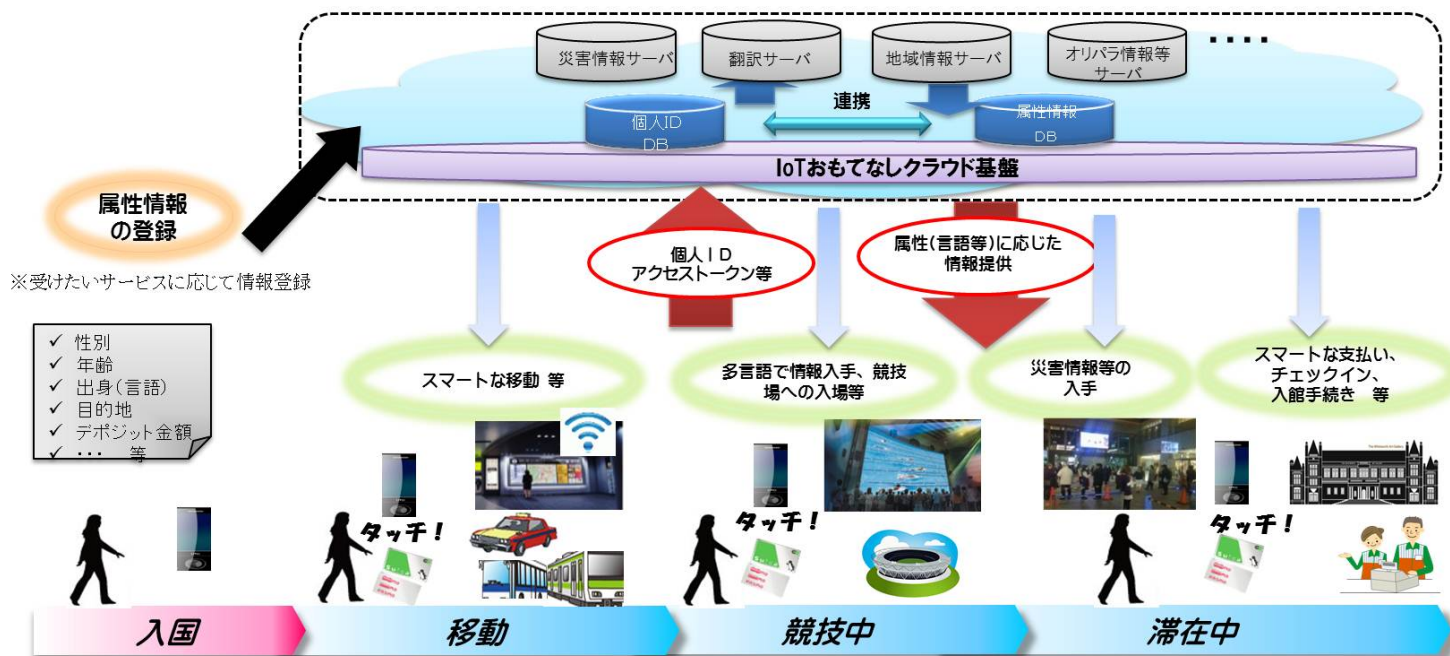 災害情報サーバ
翻訳サーバ
地域情報サーバ
オリパラ情報等
サーバ
・・・・
連携
個人ID
DB
属性情報
DB
IoTおもてなしクラウド基盤
属性情報
の登録
※受けたいサービスに応じて情報登録
個人ID
アクセストークン等
属性(言語等)に応じた
情報提供
✓ 性別
✓ 年齢
✓ 出身(言語)
✓ 目的地
✓ デポジット金額
✓ ・・・ 等
スマートな移動 等
多言語で情報入手、競技
場への入場等
災害情報等の
入手
スマートな支払い、
チェックイン、
入館手続き 等
タッチ!
タッチ!
タッチ!
入国
移動
競技中
滞在中